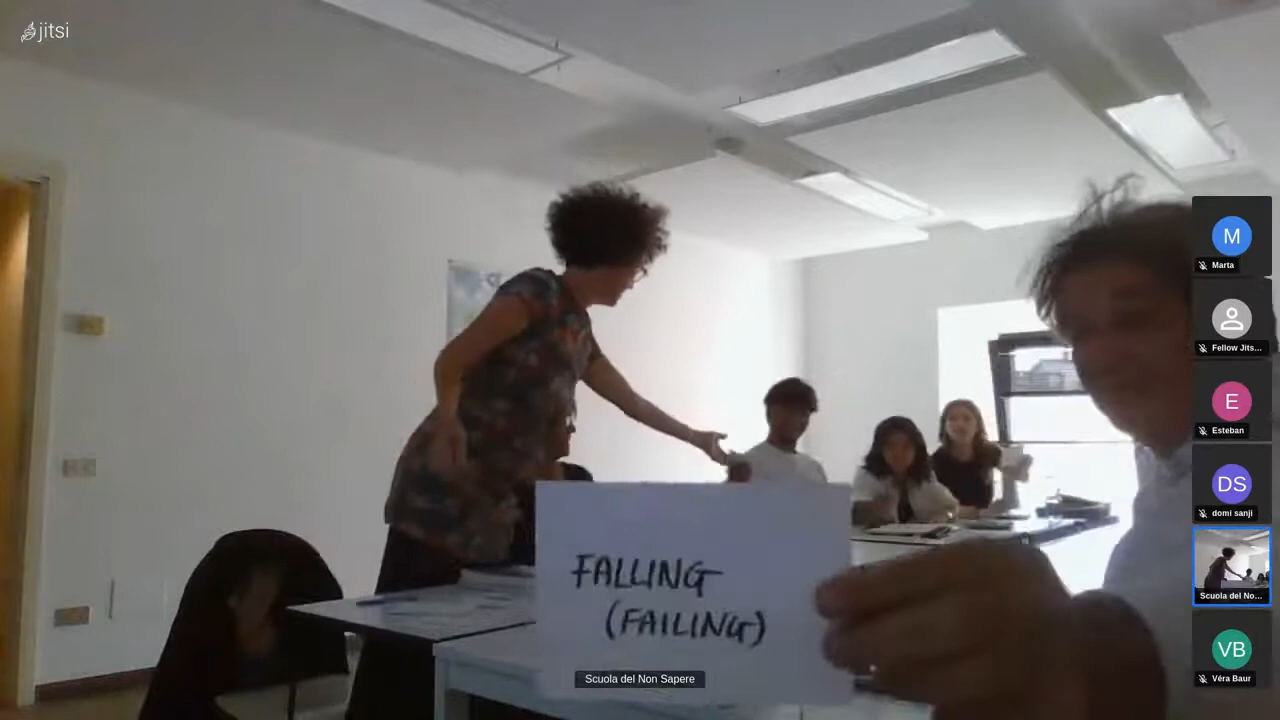 jitsi
FALLING
(FAILING)
Scuola del Non Sapere
M
Marta
Fellow Jits...
E
Esteban
DS
domi sanji
Scuola del No...
VB
Véra Baur